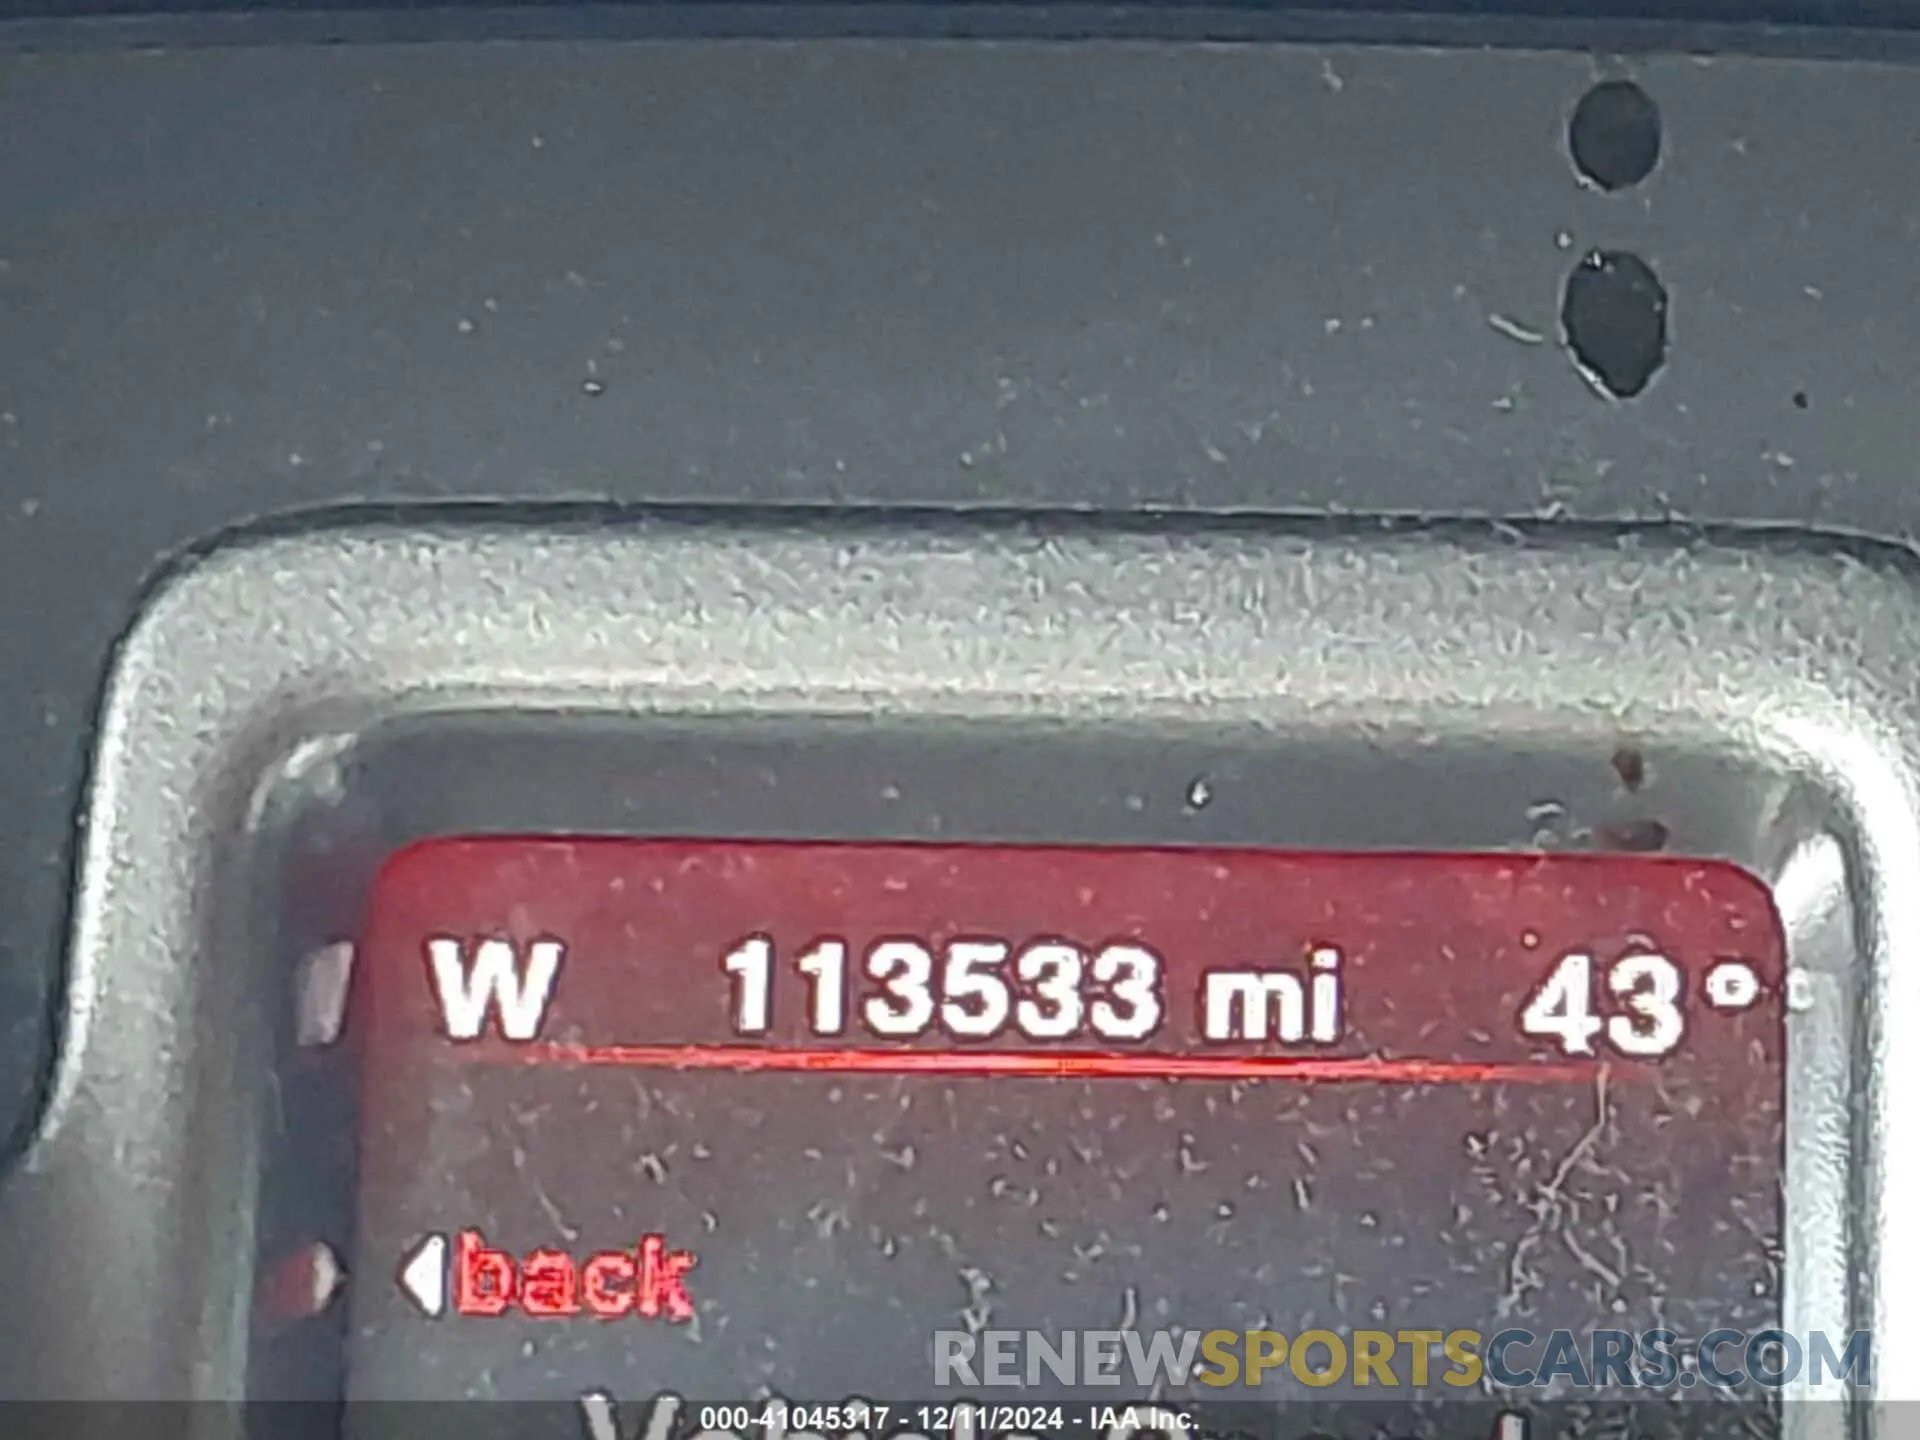 W 113533 mi 43°
back
RENEWSPORTSCARS.COM
000-41045317 - 12/11/2024 - IAA Inc.